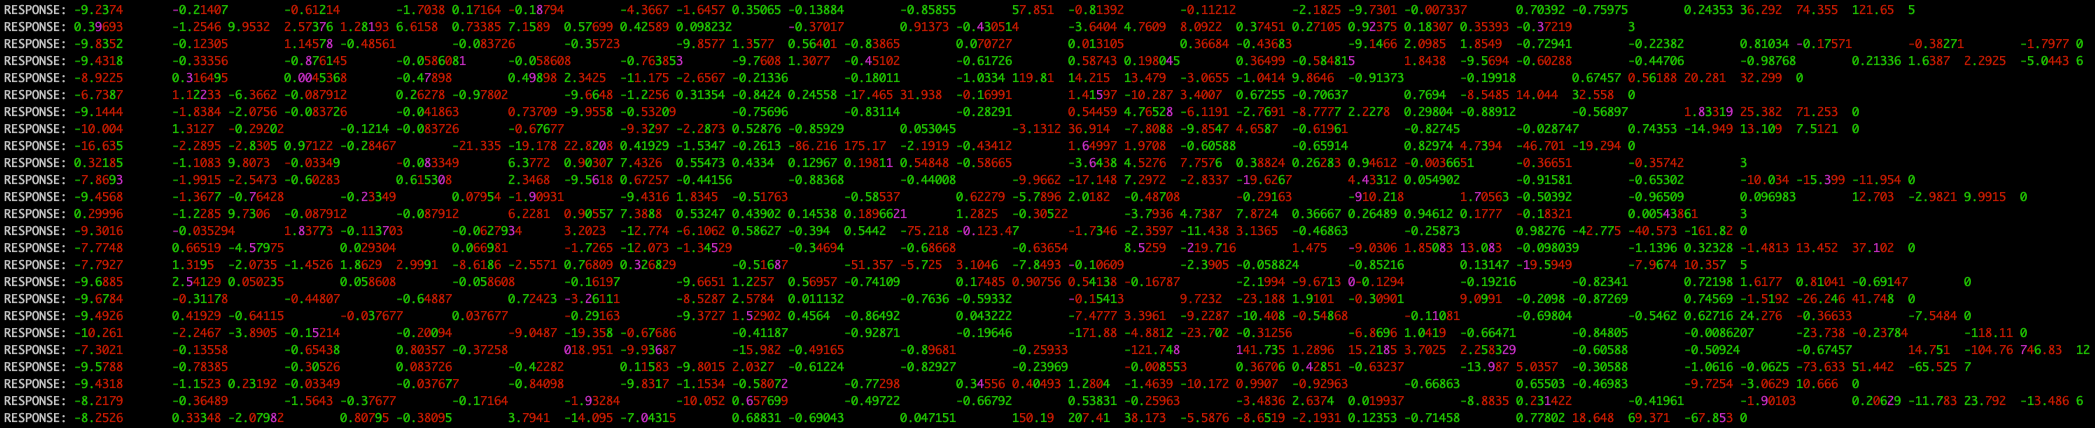 RESPONSE: -9.2374 -0.21407 -0.61214 -1.7038 0.17164 -0.18794 -4.3667 -1.6457 0.35065 -0.13884 -0.85855 57.851 -0.81392 -0.11212 -2.1825 -9.7301 -0.007337 0.70392 -0.75975 0.24353 36.292 74.355 121.65 5
RESPONSE: 0.39693 -1.2546 9.9532 2.57376 1.28193 6.6158 0.73385 7.1589 0.57699 0.42589 0.098232 -0.37017 0.91373 -0.430514 -3.6404 4.7609 8.0922 0.37451 0.27105 0.92375 0.18307 0.35393 -0.37219 3
RESPONSE: -9.8352 -0.12305 1.14578 -0.48561 -0.083726 -0.35723 -9.8577 1.3577 0.56401 -0.83865 0.070727 0.013105 0.36684 -0.43683 -9.1466 2.0985 1.8549 -0.72941 -0.22382 0.81034 -0.17571 -0.38271 -1.7977 0
RESPONSE: -9.4318 -0.33356 -0.876145 -0.0586081 -0.058608 -0.763853 -9.7608 1.3077 -0.45102 -0.61726 0.58743 0.198045 0.36499 -0.584815 1.8438 -9.5694 -0.60288 -0.44706 -0.98768 0.21336 1.6387 2.2925 -5.0443 6
RESPONSE: -8.9225 0.316495 0.0045368 -0.47898 0.49898 2.3425 -11.175 -2.6567 -0.21336 -0.18011 -1.0334 119.81 14.215 13.479 -3.0655 -1.0414 9.8646 -0.91373 -0.19918 0.67457 0.56188 20.281 32.299 0
RESPONSE: -6.7387 1.12233 -6.3662 -0.087912 0.26278 -0.97802 -9.6648 -1.2256 0.31354 -0.8424 0.24558 -17.465 31.938 -0.16991 1.41597 -10.287 3.4007 0.67255 -0.70637 0.7694 -8.5485 14.044 32.558 0
RESPONSE: -9.1444 -1.8384 -2.0756 -0.083726 -0.041863 0.73709 -9.9558 -0.53209 -0.75696 -0.83114 -0.28291 0.54459 4.76528 -6.1191 -2.7691 -8.7777 2.2278 0.29804 -0.88912 -0.56897 1.83319 25.382 71.253 0
RESPONSE: -10.004 1.3127 -0.29202 -0.1214 -0.083726 -0.67677 -9.3297 -2.2873 0.52876 -0.85929 0.053045 -3.1312 36.914 -7.8088 -9.8547 4.6587 -0.61961 -0.82745 -0.028747 0.74353 -14.949 13.109 7.5121 0
RESPONSE: -16.635 -2.2895 -2.8305 0.97122 -0.28467 -21.335 -19.178 22.8208 0.41929 -1.5347 -0.2613 -86.216 175.17 -2.1919 -0.43412 1.64997 1.9708 -0.60588 -0.65914 0.82974 4.7394 -46.701 -19.294 0
RESPONSE: 0.32185 -1.1083 9.8073 -0.03349 -0.083349 6.3772 0.90307 7.4326 0.55473 0.4334 0.12967 0.19811 0.54848 -0.58665 -3.6438 4.5276 7.7576 0.38824 0.26283 0.94612 -0.0036651 -0.36651 -0.35742 3
RESPONSE: -7.8693 -1.9915 -2.5473 -0.60283 0.615308 2.3468 -9.5618 0.67257 -0.44156 -0.88368 -0.44008 -9.9662 -17.148 7.2972 -2.8337 -19.6267 4.43312 0.054902 -0.91581 -0.65302 -10.034 -15.399 -11.954 0
RESPONSE: -9.4568 -1.3677 -0.76428 -0.23349 0.07954 -1.90931 -9.4316 1.8345 -0.51763 -0.58537 0.62279 -5.7896 2.0182 -0.48708 -0.29163 -910.218 1.70563 -0.50392 -0.96509 0.096983 12.703 -2.9821 9.9915 0
RESPONSE: 0.29996 -1.2285 9.7306 -0.087912 -0.087912 6.2281 0.90557 7.3888 0.53247 0.43902 0.14538 0.1896621 1.2825 -0.30522 -3.7936 4.7387 7.8724 0.36667 0.26489 0.94612 0.1777 -0.18321 0.00543861 3
RESPONSE: -9.3016 -0.035294 1.83773 -0.113703 -0.0627934 3.2023 -12.774 -6.1062 0.58627 -0.394 0.5442 -75.218 -0.123.47 -1.7346 -2.3597 -11.438 3.1365 -0.46863 -0.25873 0.98276 -42.775 -40.573 -161.82 0
RESPONSE: -7.7748 0.66519 -4.57975 0.029304 0.066981 -1.7265 -12.073 -1.34529 -0.34694 -0.68668 -0.63654 8.5259 -219.716 1.475 -9.0306 1.85083 13.083 -0.098039 -1.1396 0.32328 -1.4813 13.452 37.102 0
RESPONSE: -7.7927 1.3195 -2.0735 -1.4526 1.8629 2.9991 -8.6186 -2.5571 0.76809 0.326829 -0.51687 -51.357 -5.725 3.1046 -7.8493 -0.10609 -2.3905 -0.058824 -0.85216 0.13147 -19.5949 -7.9674 10.357 5
RESPONSE: -9.6885 2.54129 0.050235 0.058608 -0.058608 -0.16197 -9.6651 1.2257 0.56957 -0.74109 0.17485 0.90756 0.54138 -0.16787 -2.1994 -9.6713 0-0.1294 -0.19216 -0.82341 0.72198 1.6177 0.81041 -0.69147 0
RESPONSE: -9.6784 -0.31178 -0.44807 -0.64887 0.72423 -3.26111 -8.5287 2.5784 0.011132 -0.7636 -0.59332 -0.15413 9.7232 -23.188 1.9101 -0.30901 9.0991 -0.2098 -0.87269 0.74569 -1.5192 -26.246 41.748 0
RESPONSE: -9.4926 0.41929 -0.64115 -0.037677 0.037677 -0.29163 -9.3727 1.52902 0.4564 -0.86492 0.043222 -7.4777 3.3961 -9.2287 -10.408 -0.54868 -0.11081 -0.69804 -0.5462 0.62716 24.276 -0.36633 -7.5484 0
RESPONSE: -10.261 -2.2467 -3.8905 -0.15214 -0.20094 -9.0487 -19.358 -0.67686 -0.41187 -0.92871 -0.19646 -171.88 -4.8812 -23.702 -0.31256 -6.8696 1.0419 -0.66471 -0.84805 -0.0086207 -23.738 -0.23784 -118.11 0
RESPONSE: -7.3021 -0.13558 -0.65438 0.80357 -0.37258 018.951 -9.93687 -15.982 -0.49165 -0.89681 -0.25933 -121.748 141.735 1.2896 15.2185 3.7025 2.258329 -0.60588 -0.50924 -0.67457 14.751 -104.76 746.83 12
RESPONSE: -9.5788 -0.78385 -0.30526 0.083726 -0.42282 0.11583 -9.8015 2.0327 -0.61224 -0.82927 -0.23969 -0.008553 0.36706 0.42851 -0.63237 -13.987 5.0357 -0.30588 -1.0616 -0.0625 -73.633 51.442 -65.525 7
RESPONSE: -9.4318 -1.1523 0.23192 -0.03349 -0.037677 -0.84098 -9.8317 -1.1534 -0.58072 -0.77298 0.34556 0.40493 1.2804 -1.4639 -10.172 0.9907 -0.92963 -0.66863 0.65503 -0.46983 -9.7254 -3.0629 10.666 0
RESPONSE: -8.2179 -0.36489 -1.5643 -0.37677 -0.17164 -1.93284 -10.052 0.657699 -0.49722 -0.66792 0.53831 -0.25963 -3.4836 2.6374 0.019937 -8.8835 0.231422 -0.41961 -1.90103 0.20629 -11.783 23.792 -13.486 6
RESPONSE: -8.2526 0.33348 -2.07982 0.80795 -0.38095 3.7941 -14.095 -7.04315 0.68831 -0.69043 0.047151 150.19 207.41 38.173 -5.5876 -8.6519 -2.1931 0.12353 -0.71458 0.77802 18.648 69.371 -67.853 0